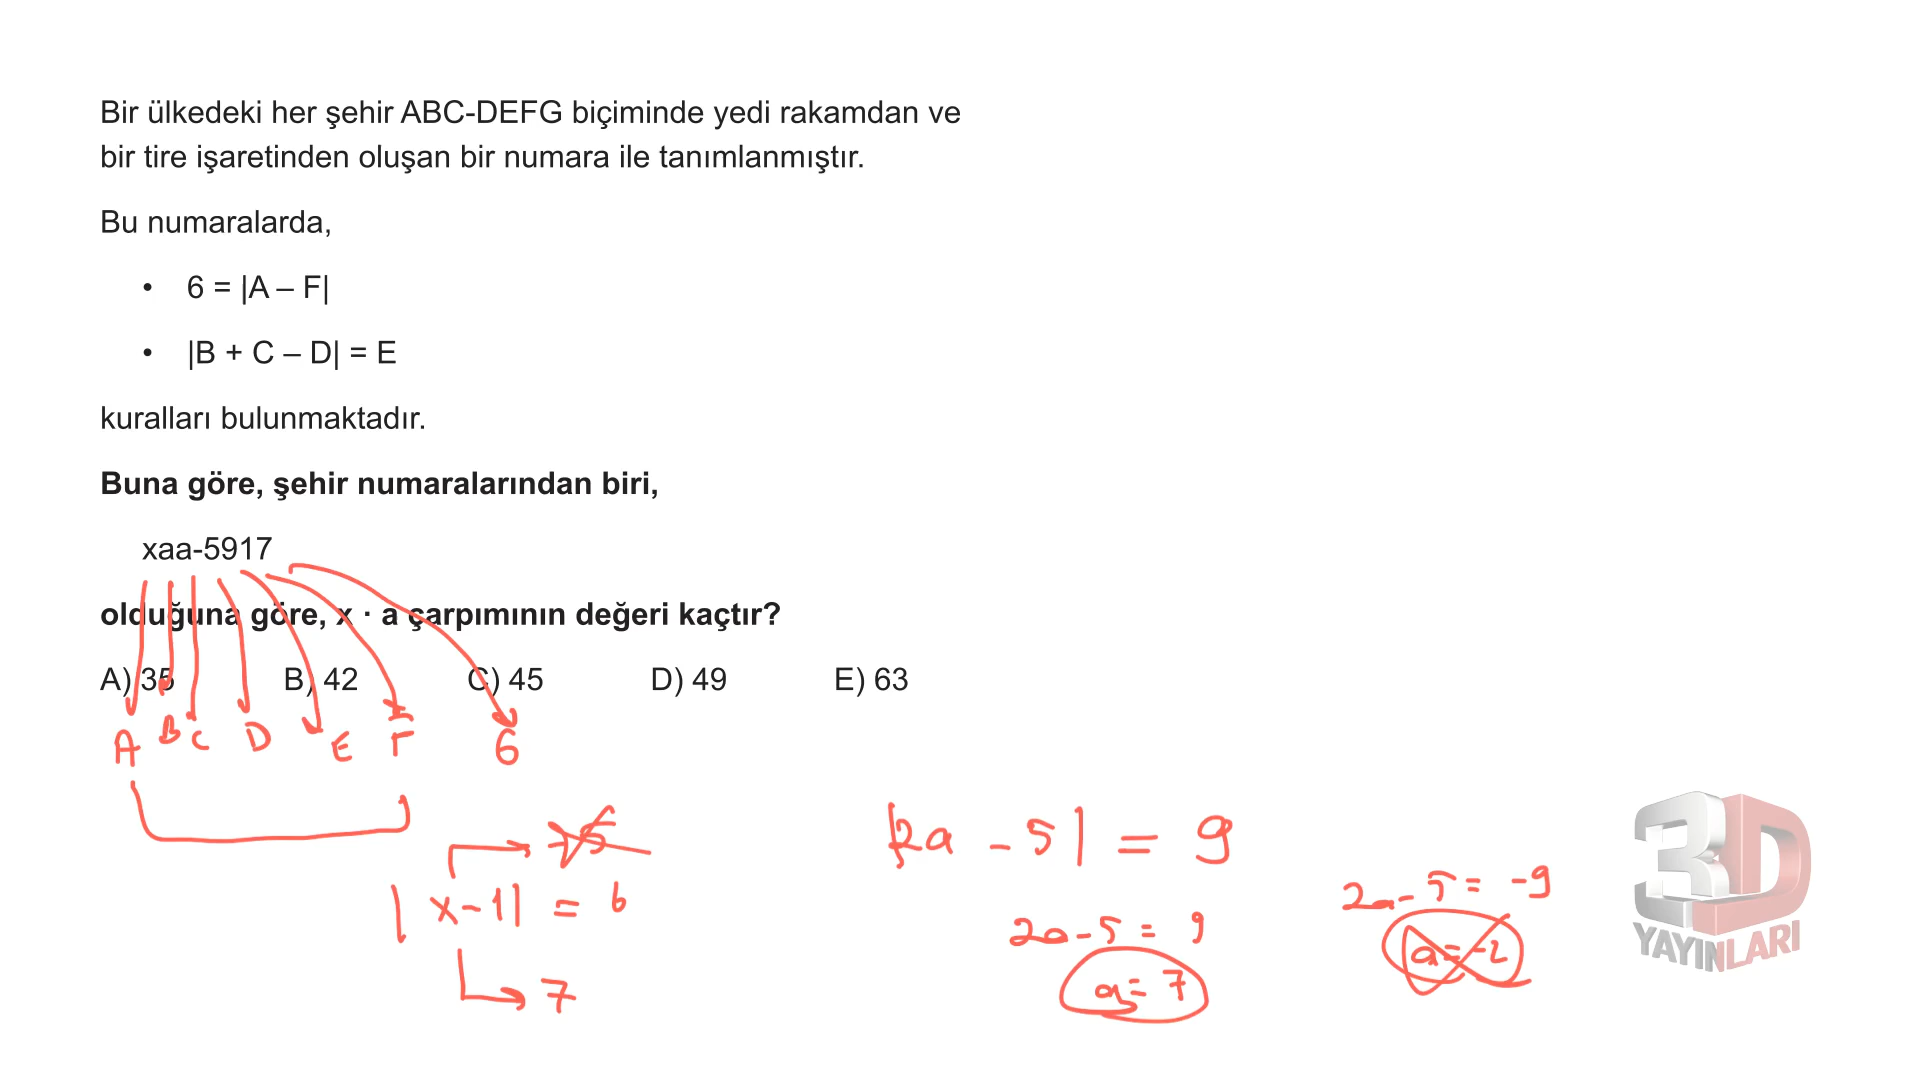 Bir ülkedeki her şehir ABC-DEFG biçiminde yedi rakamdan ve
bir tire işaretinden oluşan bir numara ile tanımlanmıştır.
Bu numaralarda,
• 6 = |A – F|
• |B + C – D| = E
kuralları bulunmaktadır.
Buna göre, şehir numaralarından biri,
xaa-5917
olduğuna göre, x · a çarpımının değeri kaçtır?
A) 35 B) 42 C) 45 D) 49 E) 63
A B C D E F G
|x-1| = 6
7
|2a - 5| = 9
2a - 5 = 9
a = 7
2a - 5 = -9
a = -2
3D
YAYINLARI